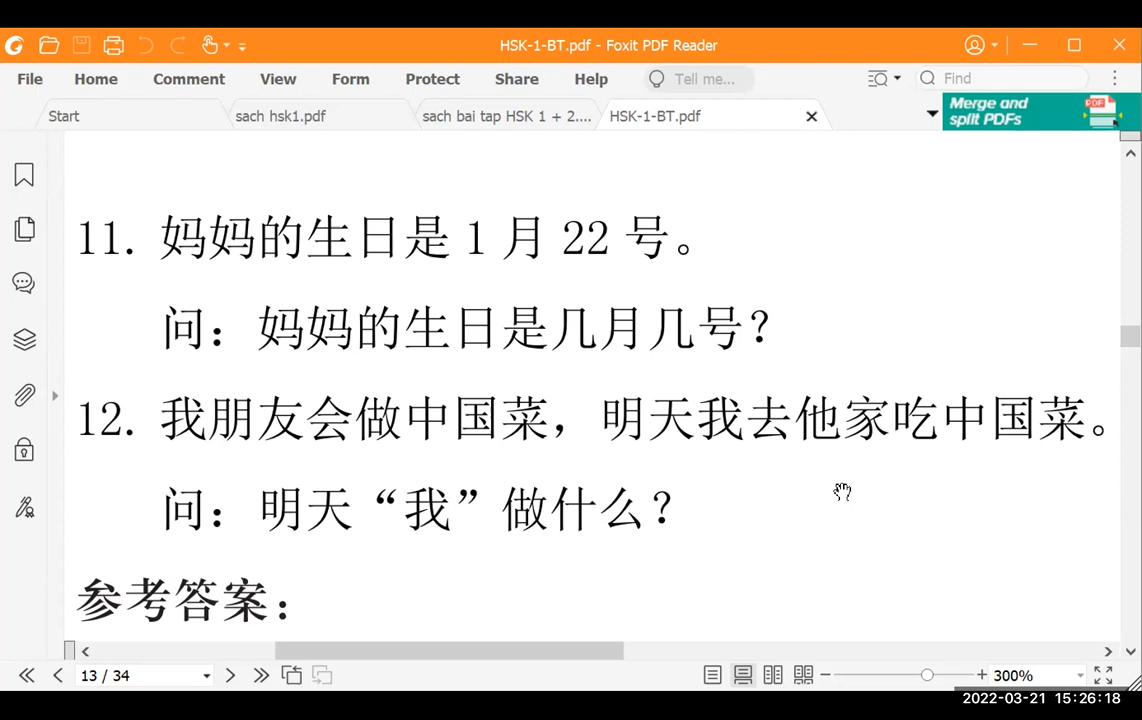 HSK-1-BT.pdf - Foxit PDF Reader
File Home Comment View Form Protect Share Help Tell me... Find
Start sach hsk1.pdf sach bai tap HSK 1 + 2.... HSK-1-BT.pdf
Merge and
split PDFs
PDF
11. 妈妈的生日是 1 月 22 号。
问：妈妈的生日是几月几号？
12. 我朋友会做中国菜，明天我去他家吃中国菜。
问：明天“我”做什么？
参考答案：
13 / 34 300%
2022-03-21 15:26:18